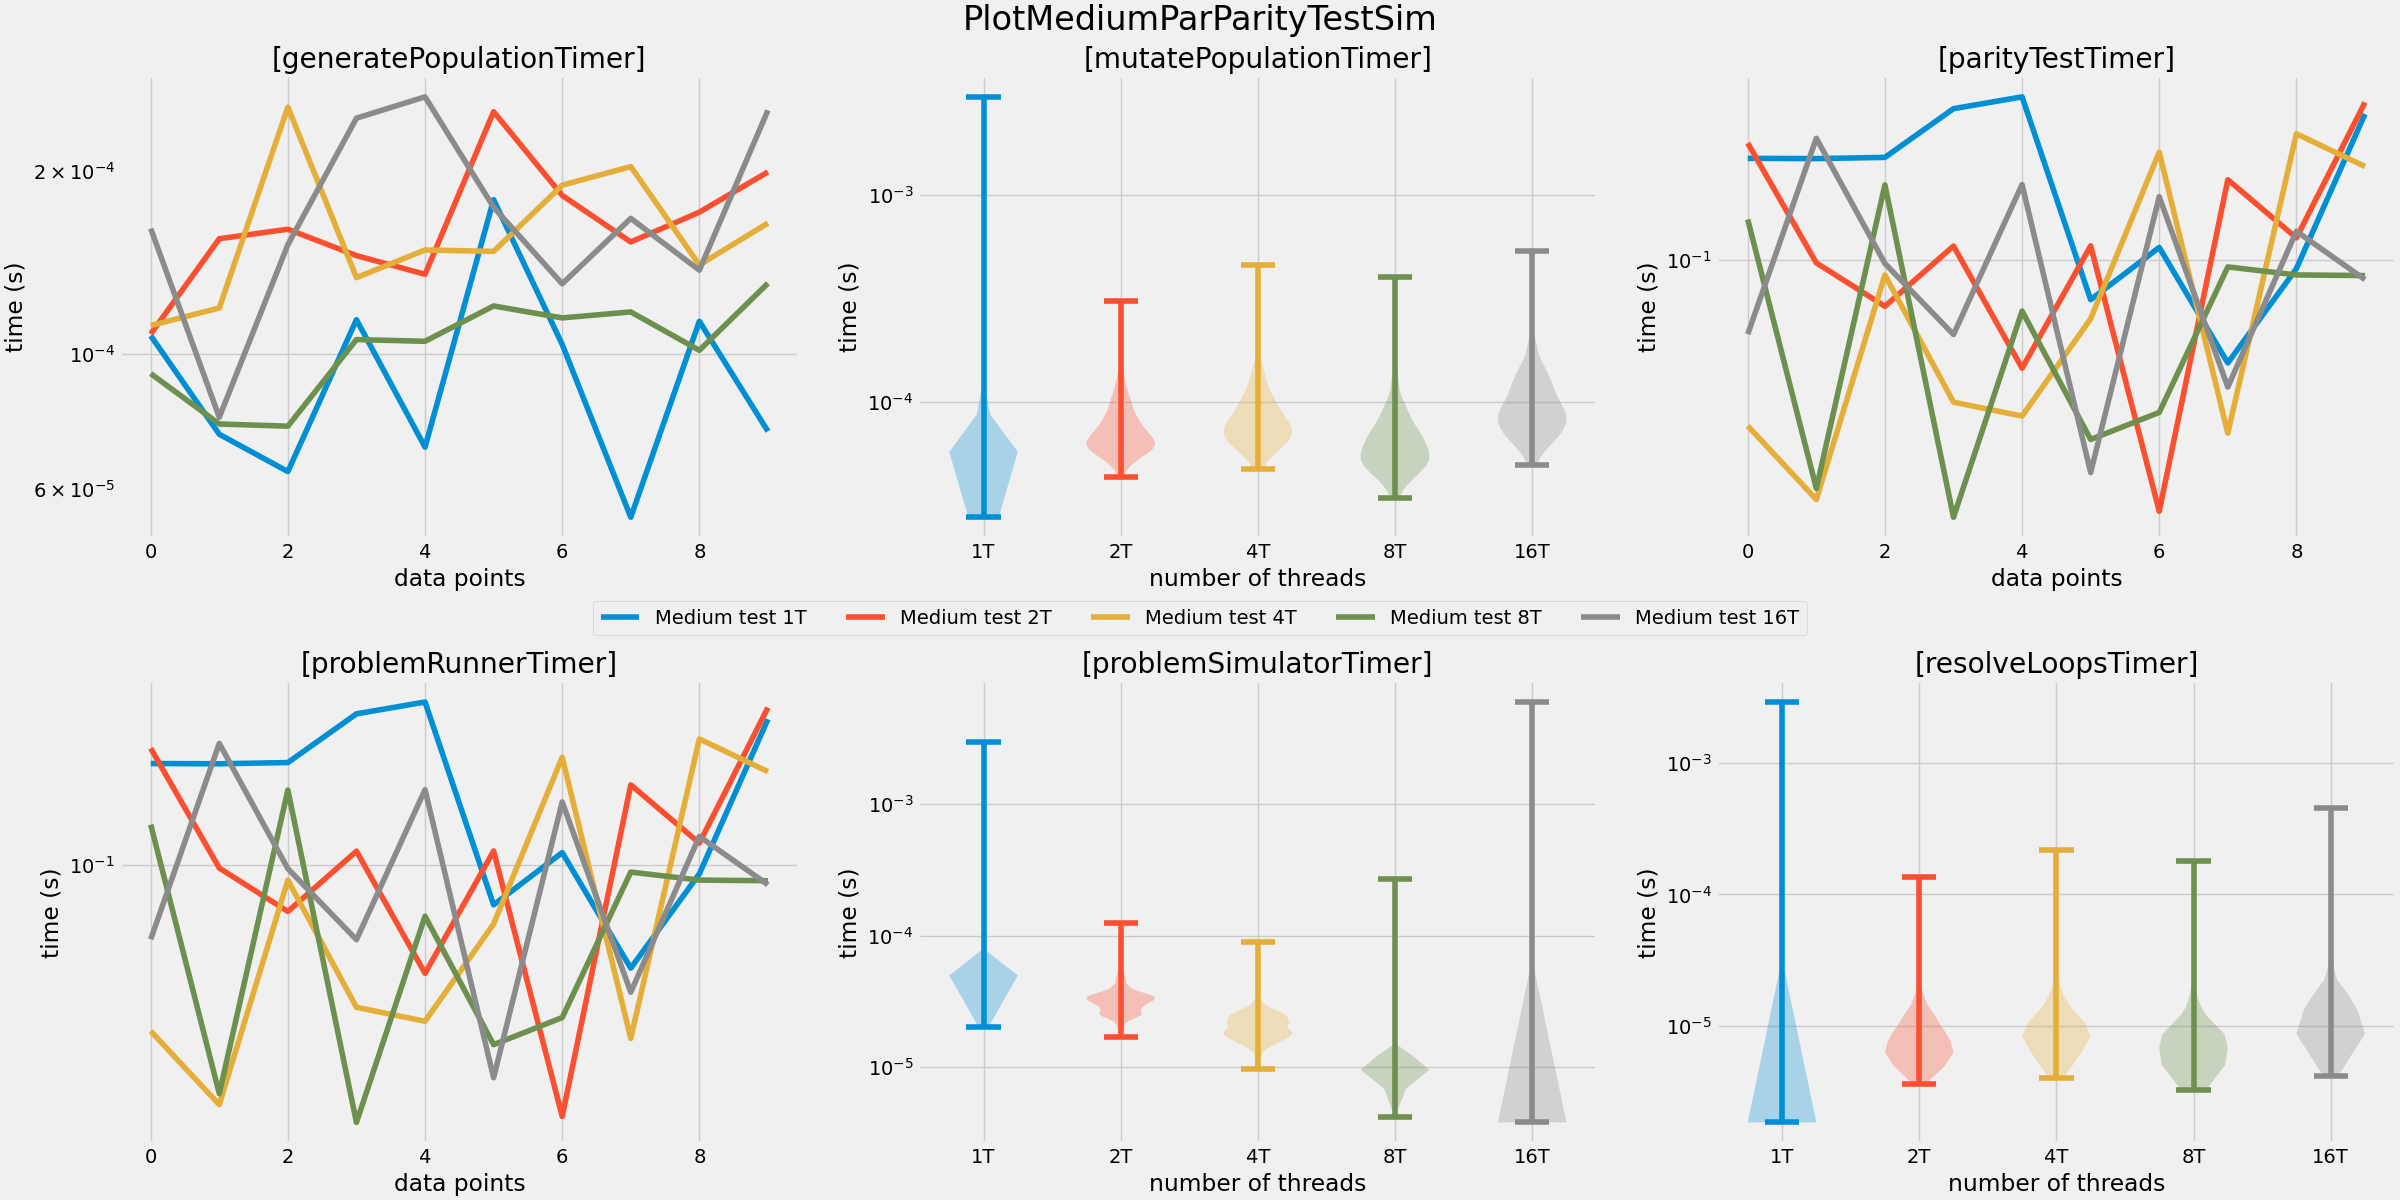 PlotMediumParParityTestSim
[generatePopulationTimer]
[mutatePopulationTimer]
[parityTestTimer]
time (s)
2 × 10⁻⁴
10⁻⁴
6 × 10⁻⁵
0 2 4 6 8
data points
time (s)
10⁻³
10⁻⁴
1T 2T 4T 8T 16T
number of threads
time (s)
10⁻¹
0 2 4 6 8
data points
Medium test 1T
Medium test 2T
Medium test 4T
Medium test 8T
Medium test 16T
[problemRunnerTimer]
[problemSimulatorTimer]
[resolveLoopsTimer]
time (s)
10⁻¹
0 2 4 6 8
data points
time (s)
10⁻³
10⁻⁴
10⁻⁵
1T 2T 4T 8T 16T
number of threads
time (s)
10⁻³
10⁻⁴
10⁻⁵
1T 2T 4T 8T 16T
number of threads